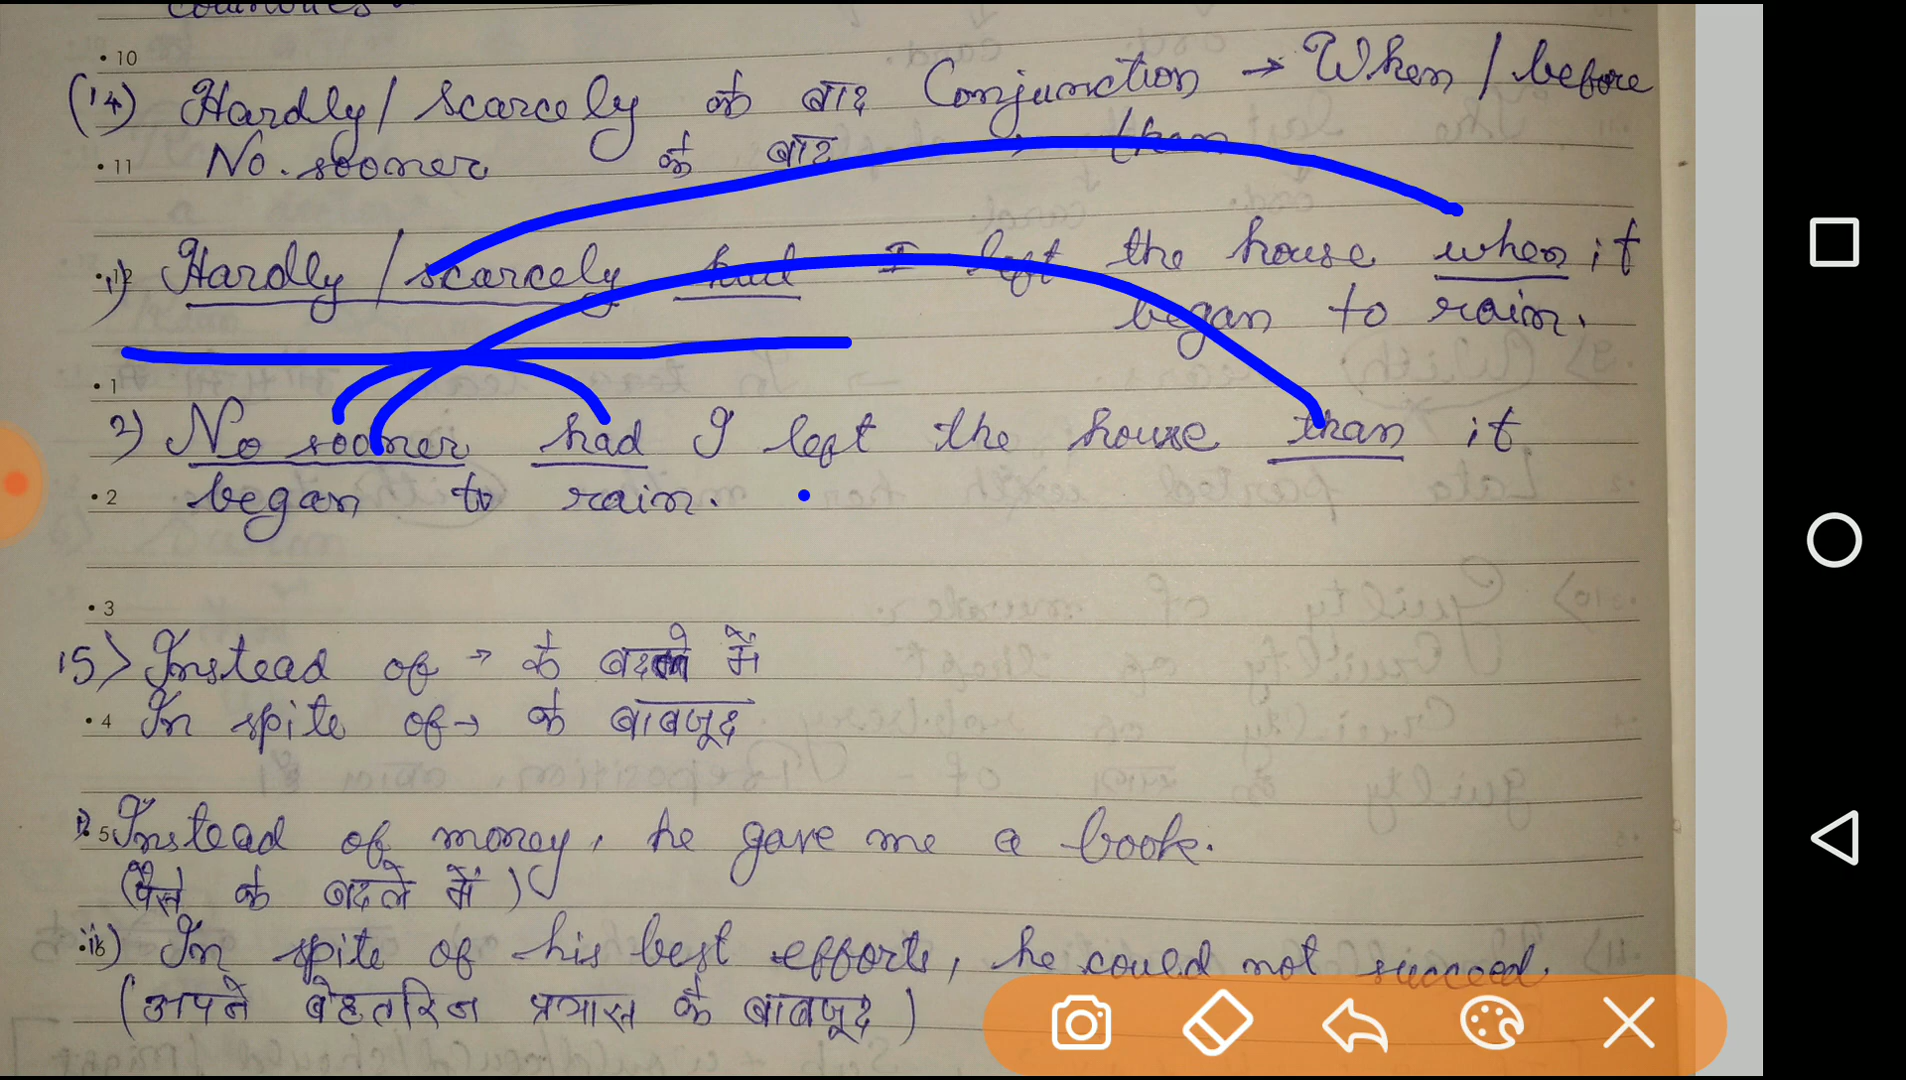 countries.
(14) Hardly/ scarcely के बाद Conjunction → When / before
No. sooner के बाद → than
i) Hardly / scarcely had I left the house when it
began to rain.
2) No sooner had I left the house than it
began to rain.
15> Instead of → के बदले में
In spite of → के बाबजूद
Instead of money, he gave me a book.
(पैसे के बदले में)
ii) In spite of his best efforts, he could not succeed.
(अपने बेहतरिन प्रयास के बाबजूद)